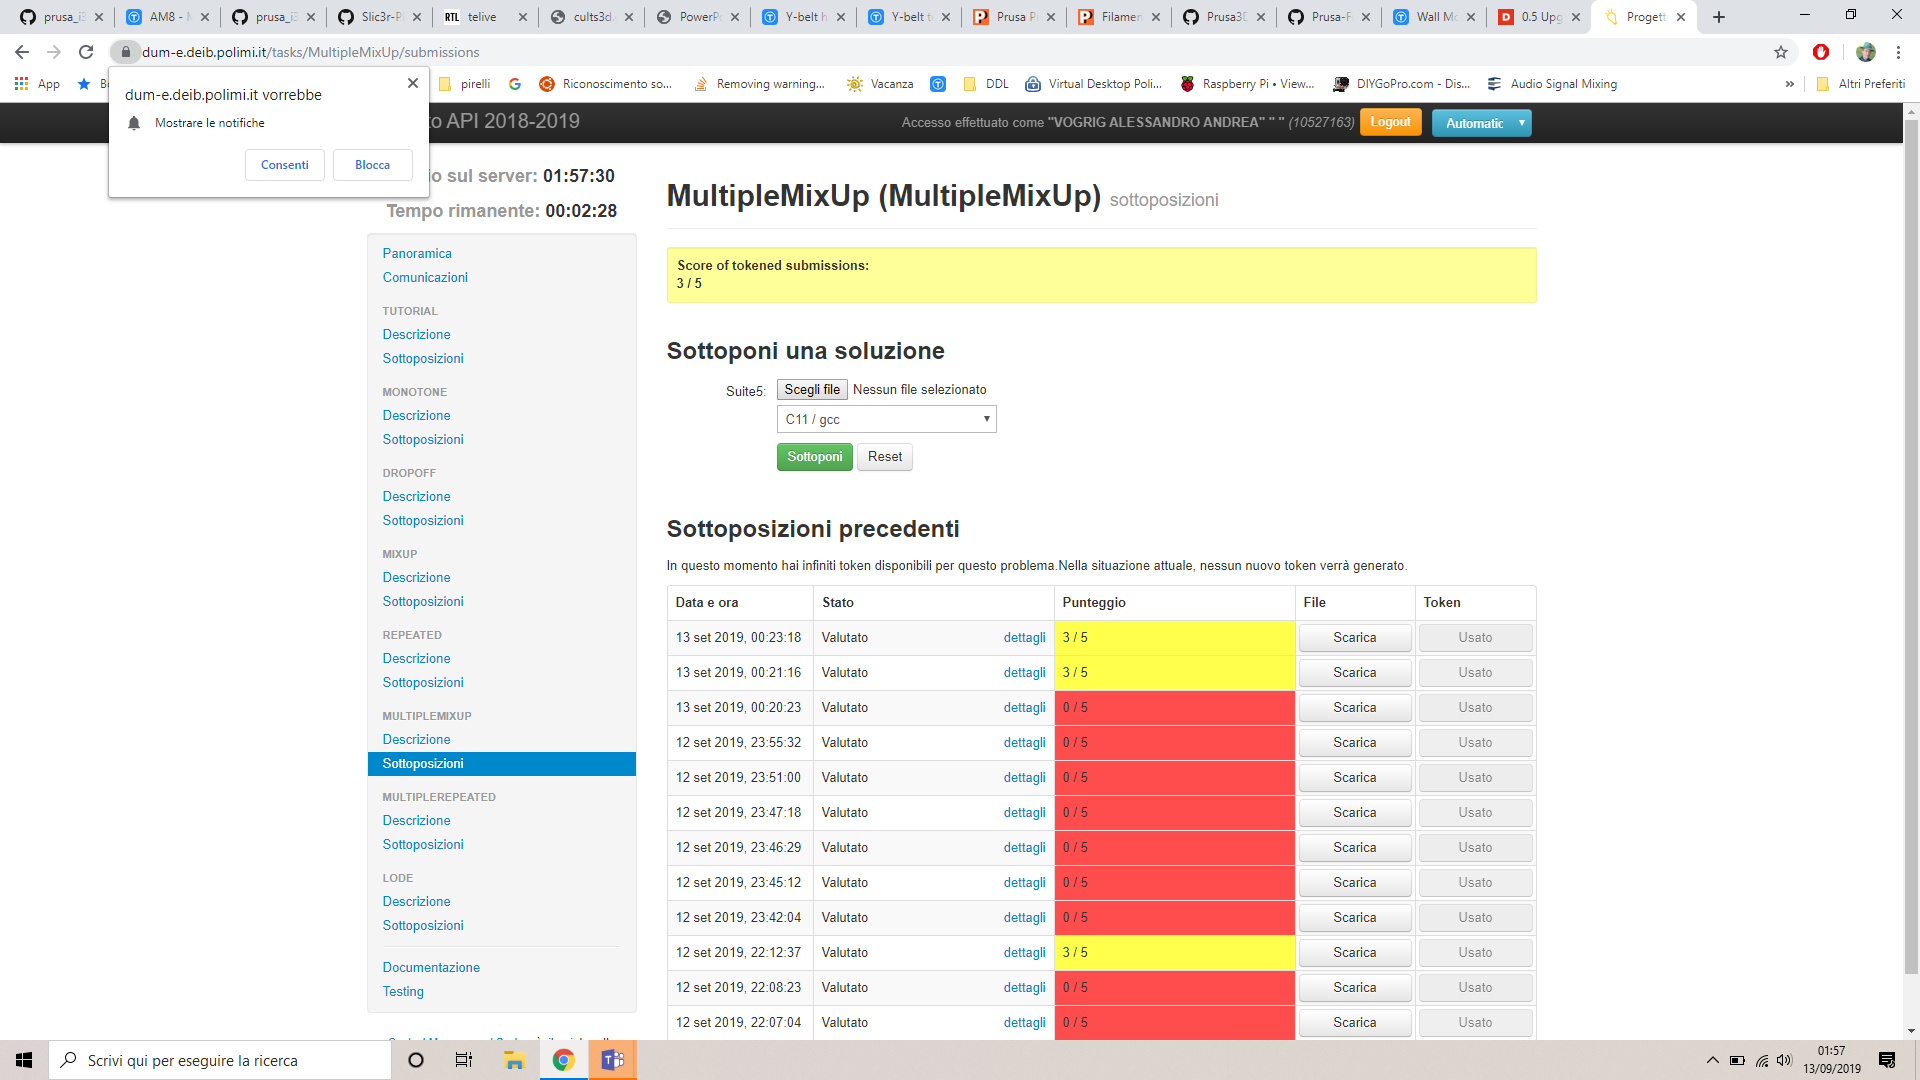 prusa_i3
AM8 - M
prusa_i3
Slic3r-P
RTL telive
cults3d.
PowerPo
Y-belt h
Y-belt t
Prusa P
Filamen
Prusa3D
Prusa-Fi
Wall Mo
0.5 Upg
Progett
dum-e.deib.polimi.it/tasks/MultipleMixUp/submissions
App
pirelli
Riconoscimento so...
Removing warning...
Vacanza
DDL
Virtual Desktop Poli...
Raspberry Pi • View...
DIYGoPro.com - Dis...
Audio Signal Mixing
»
Altri Preferiti
dum-e.deib.polimi.it vorrebbe
Mostrare le notifiche
Consenti
Blocca
to API 2018-2019
Accesso effettuato come "VOGRIG ALESSANDRO ANDREA" " " (10527163)
Logout
Automatic
io sul server: 01:57:30
Tempo rimanente: 00:02:28
Panoramica
Comunicazioni
TUTORIAL
Descrizione
Sottoposizioni
MONOTONE
Descrizione
Sottoposizioni
DROPOFF
Descrizione
Sottoposizioni
MIXUP
Descrizione
Sottoposizioni
REPEATED
Descrizione
Sottoposizioni
MULTIPLEMIXUP
Descrizione
Sottoposizioni
MULTIPLEREPEATED
Descrizione
Sottoposizioni
LODE
Descrizione
Sottoposizioni
Documentazione
Testing
MultipleMixUp (MultipleMixUp) sottoposizioni
Score of tokened submissions:
3 / 5
Sottoponi una soluzione
Suite5: Scegli file Nessun file selezionato
C11 / gcc
Sottoponi Reset
Sottoposizioni precedenti
In questo momento hai infiniti token disponibili per questo problema.Nella situazione attuale, nessun nuovo token verrà generato.
Data e ora Stato Punteggio File Token
13 set 2019, 00:23:18 Valutato dettagli 3 / 5 Scarica Usato
13 set 2019, 00:21:16 Valutato dettagli 3 / 5 Scarica Usato
13 set 2019, 00:20:23 Valutato dettagli 0 / 5 Scarica Usato
12 set 2019, 23:55:32 Valutato dettagli 0 / 5 Scarica Usato
12 set 2019, 23:51:00 Valutato dettagli 0 / 5 Scarica Usato
12 set 2019, 23:47:18 Valutato dettagli 0 / 5 Scarica Usato
12 set 2019, 23:46:29 Valutato dettagli 0 / 5 Scarica Usato
12 set 2019, 23:45:12 Valutato dettagli 0 / 5 Scarica Usato
12 set 2019, 23:42:04 Valutato dettagli 0 / 5 Scarica Usato
12 set 2019, 22:12:37 Valutato dettagli 3 / 5 Scarica Usato
12 set 2019, 22:08:23 Valutato dettagli 0 / 5 Scarica Usato
12 set 2019, 22:07:04 Valutato dettagli 0 / 5 Scarica Usato
Scrivi qui per eseguire la ricerca
01:57
13/09/2019